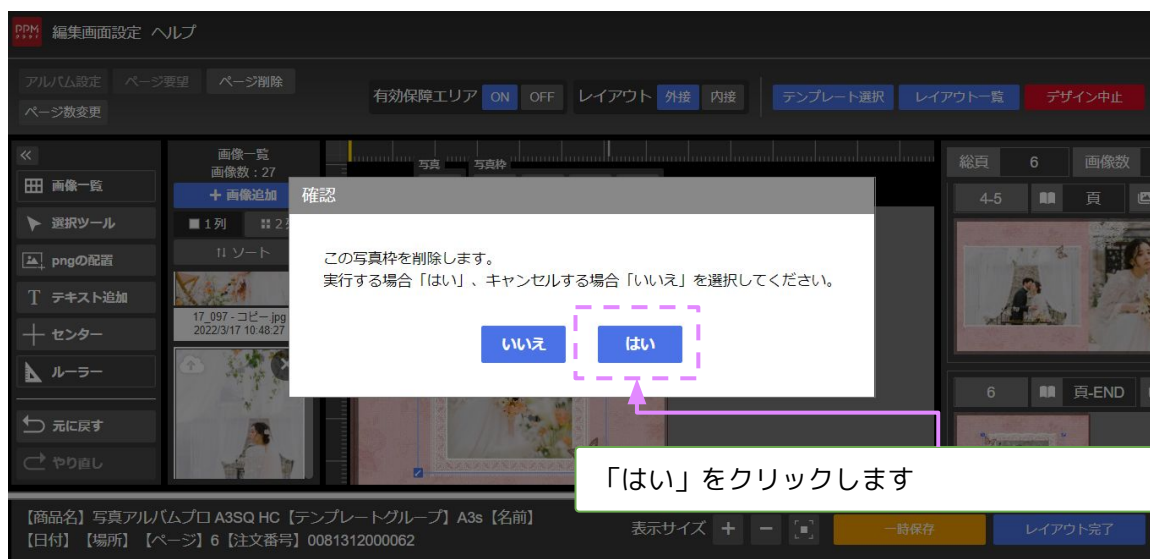 PPM
編集画面設定 ヘルプ
アルバム設定 ページ要望 ページ削除
ページ数変更
有効保障エリア ON OFF レイアウト 外接 内接 テンプレート選択 レイアウト一覧 デザイン中止
画像一覧
選択ツール
pngの配置
テキスト追加
センター
ルーラー
元に戻す
やり直し
画像一覧
画像数：27
＋ 画像追加
1列 2
ソート
17_097 - コピー.jpg
2022/3/17 10:48:27
写真 写真枠
確認
この写真枠を削除します。
実行する場合「はい」、キャンセルする場合「いいえ」を選択してください。
いいえ はい
総頁 6 画像数
4-5 頁
6 頁-END
「はい」をクリックします
【商品名】写真アルバムプロ A3SQ HC【テンプレートグループ】A3s【名前】
【日付】【場所】【ページ】6【注文番号】0081312000062
表示サイズ ＋ － 一時保存 レイアウト完了